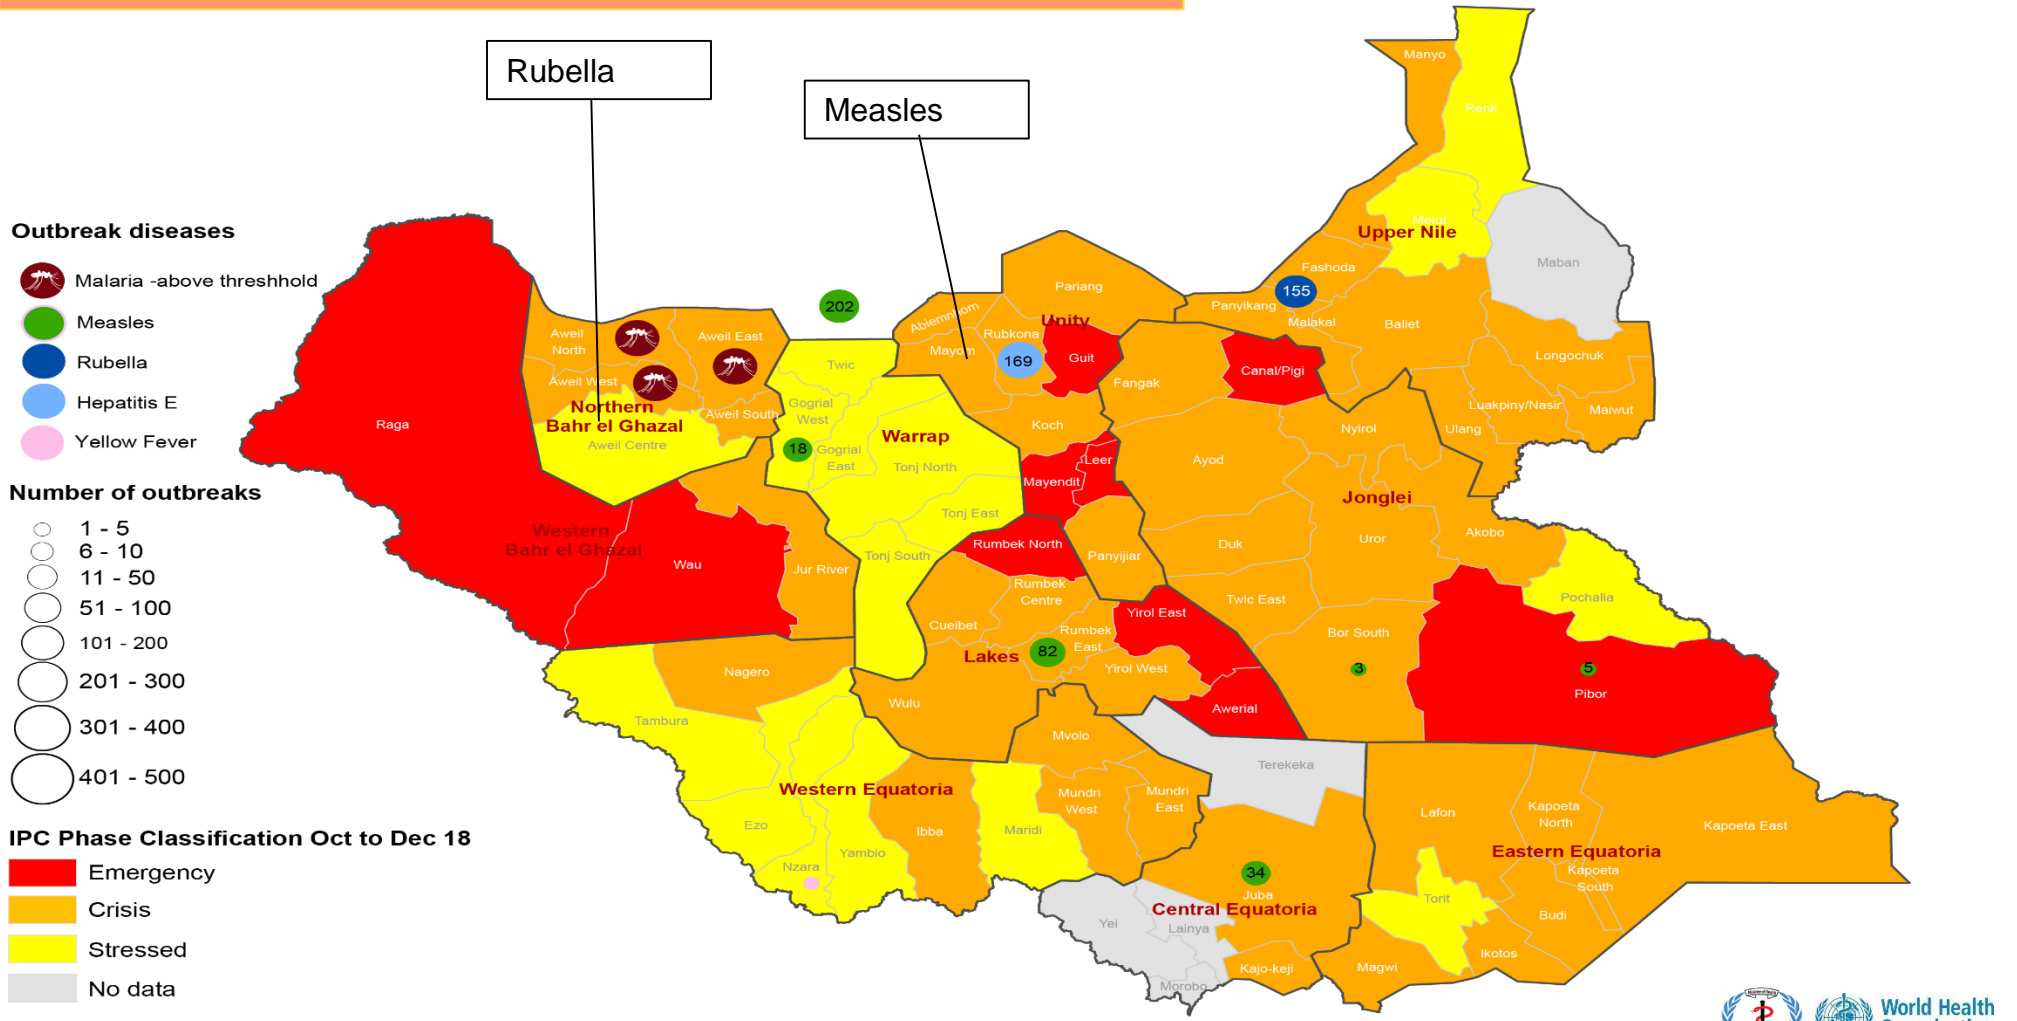 Rubella
Measles
Outbreak diseases
Malaria -above threshhold
Measles
Rubella
Hepatitis E
Yellow Fever
Number of outbreaks
1 - 5
6 - 10
11 - 50
51 - 100
101 - 200
201 - 300
301 - 400
401 - 500
IPC Phase Classification Oct to Dec 18
Emergency
Crisis
Stressed
No data
Manyo
Renk
Melut
Upper Nile
Maban
Fashoda
155
Panyikang
Malakal
Baliet
Longochuk
Luakpiny/Nasir
Maiwut
Ulang
Pariang
Abiemnhom
Unity
Rubkona
Mayom
169
Guit
Koch
Leer
Mayendit
Panyijiar
202
Aweil
North
Aweil East
Aweil West
Aweil South
Northern
Bahr el Ghazal
Aweil Centre
Raga
Western
Bahr el Ghazal
Wau
Jur River
Twic
Gogrial
West
18
Gogrial
East
Warrap
Tonj North
Tonj East
Tonj South
Fangak
Canal/Pigi
Nyirol
Ayod
Jonglei
Akobo
Uror
Duk
Twic East
Pochalla
Bor South
3
5
Pibor
Rumbek North
Rumbek
Centre
Cueibet
Rumbek
East
82
Lakes
Yirol East
Yirol West
Wulu
Awerial
Nagero
Tambura
Western Equatoria
Ezo
Nzara
Yambio
Ibba
Maridi
Mvolo
Mundri
West
Mundri
East
Terekeka
34
Juba
Central Equatoria
Yei
Lainya
Morobo
Kajo-keji
Lafon
Kapoeta
North
Kapoeta East
Eastern Equatoria
Kapoeta
South
Torit
Budi
Ikotos
Magwi
World Health